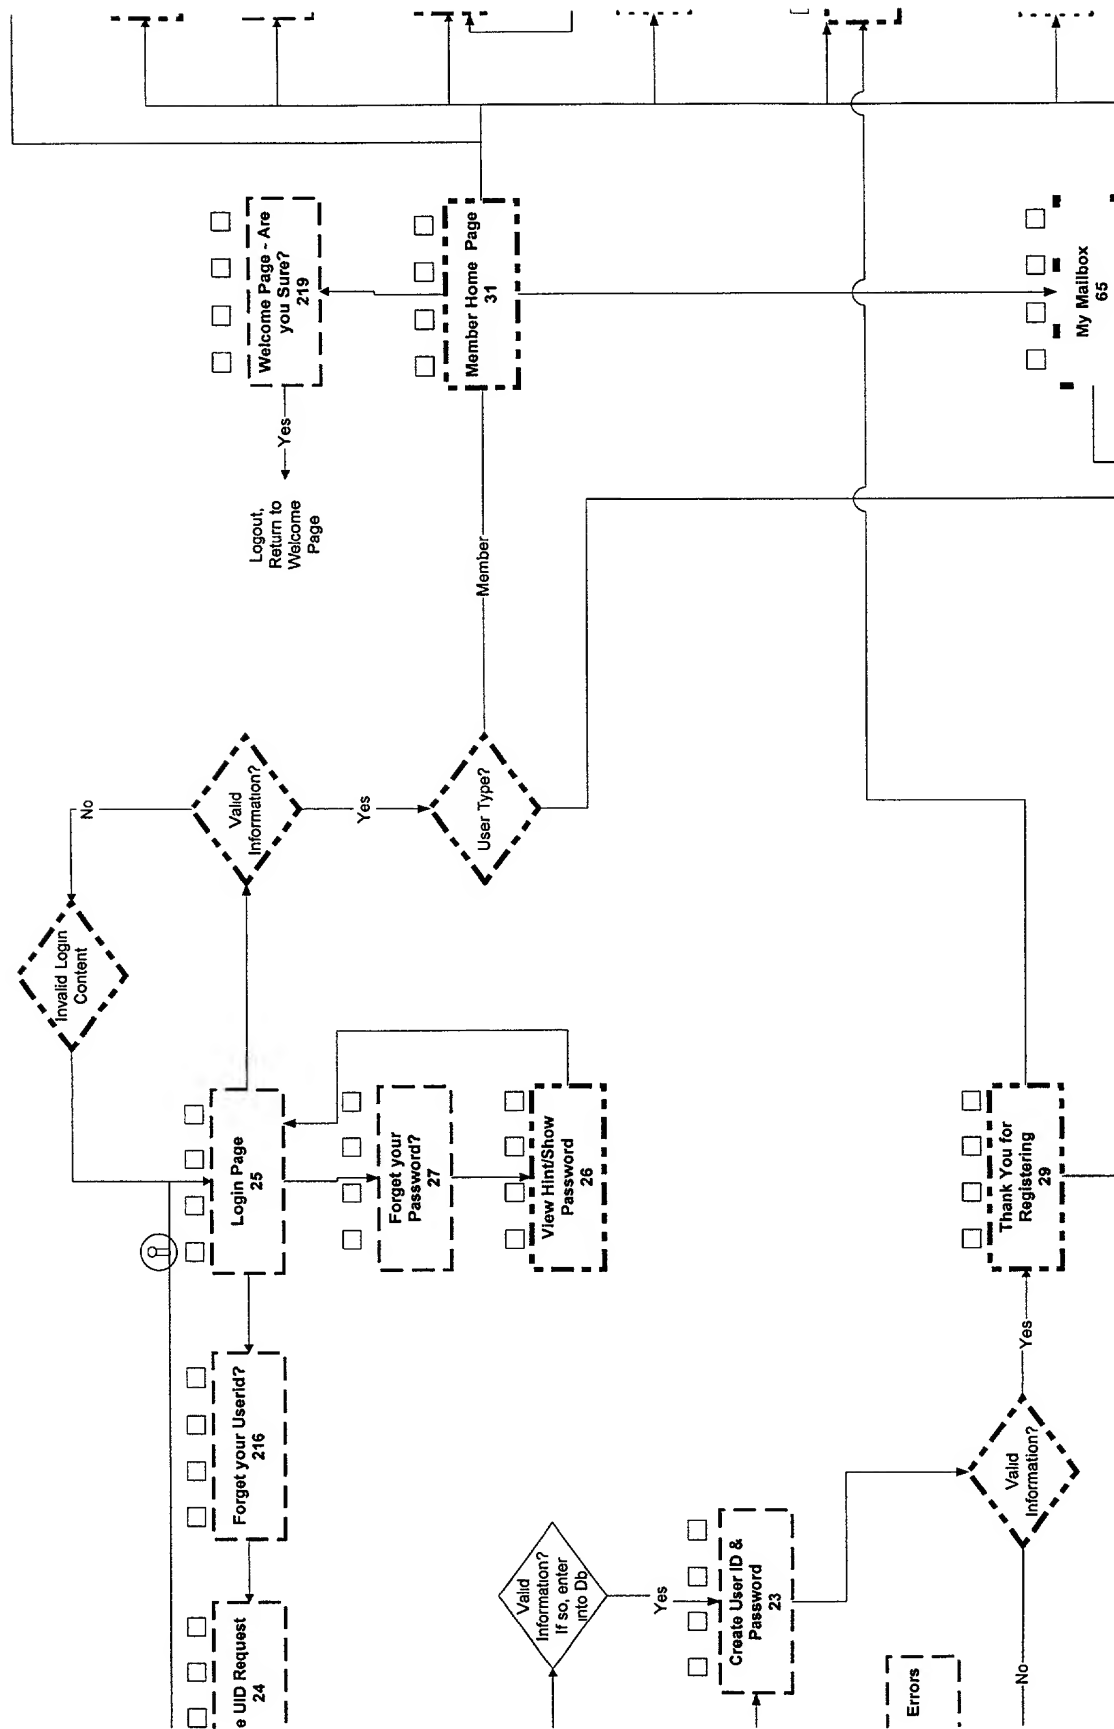 e UID Request
24
Forget your Userid?
216
Login Page
25
Invalid Login
Content
No
Valid
Information?
Yes
User Type?
Member
Logout,
Return to
Welcome
Page
Yes
Welcome Page - Are
you Sure?
219
Member Home Page
31
Forget your
Password?
27
View Hint/Show
Password
26
Valid
Information?
If so, enter
into Db
Yes
Create User ID &
Password
23
Errors
No
Valid
Information?
Yes
Thank You for
Registering
29
My Mailbox
65